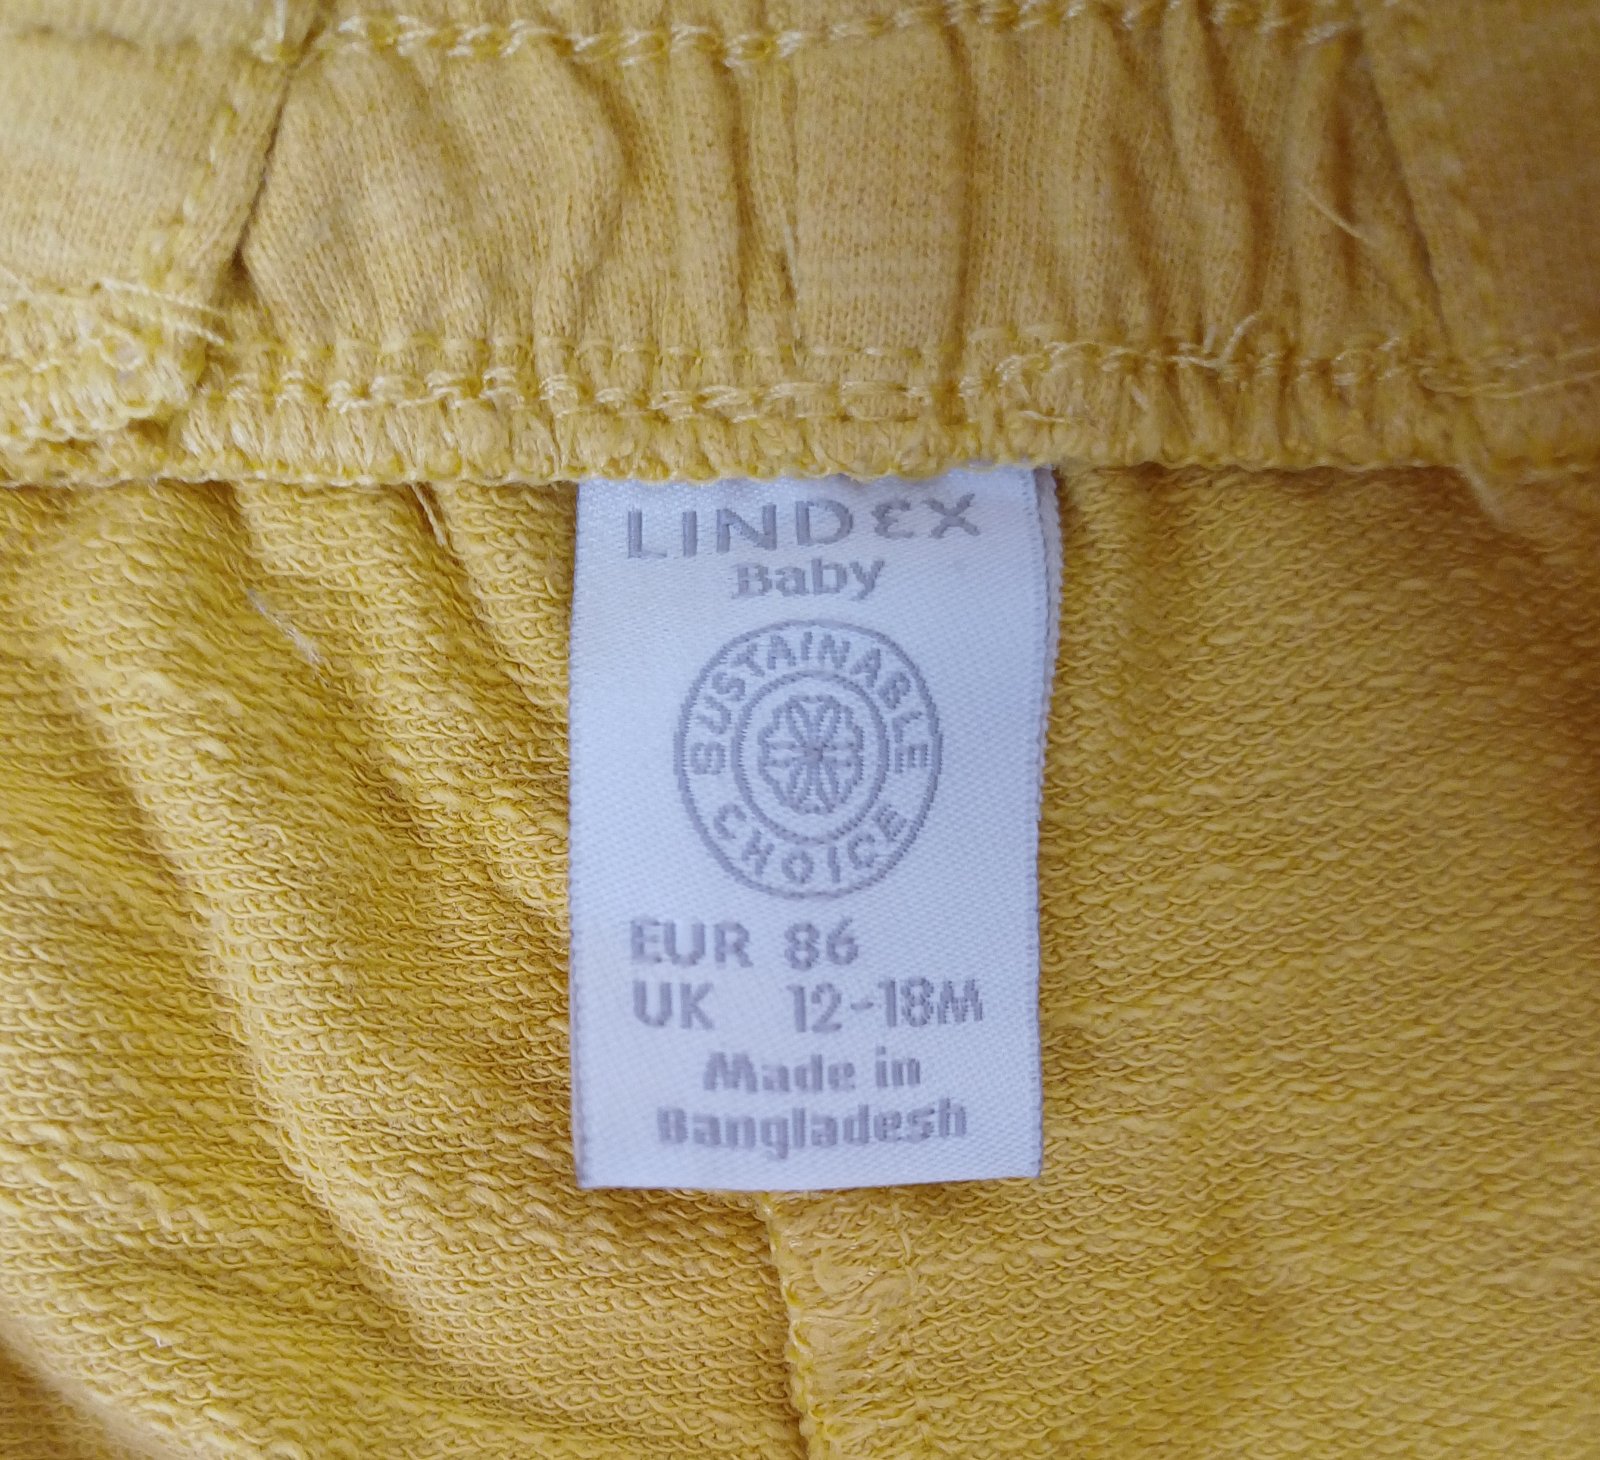 LINDEX
Baby
SUSTAINABLE
CHOICE
EUR 86
UK 12-18M
Made in
Bangladesh